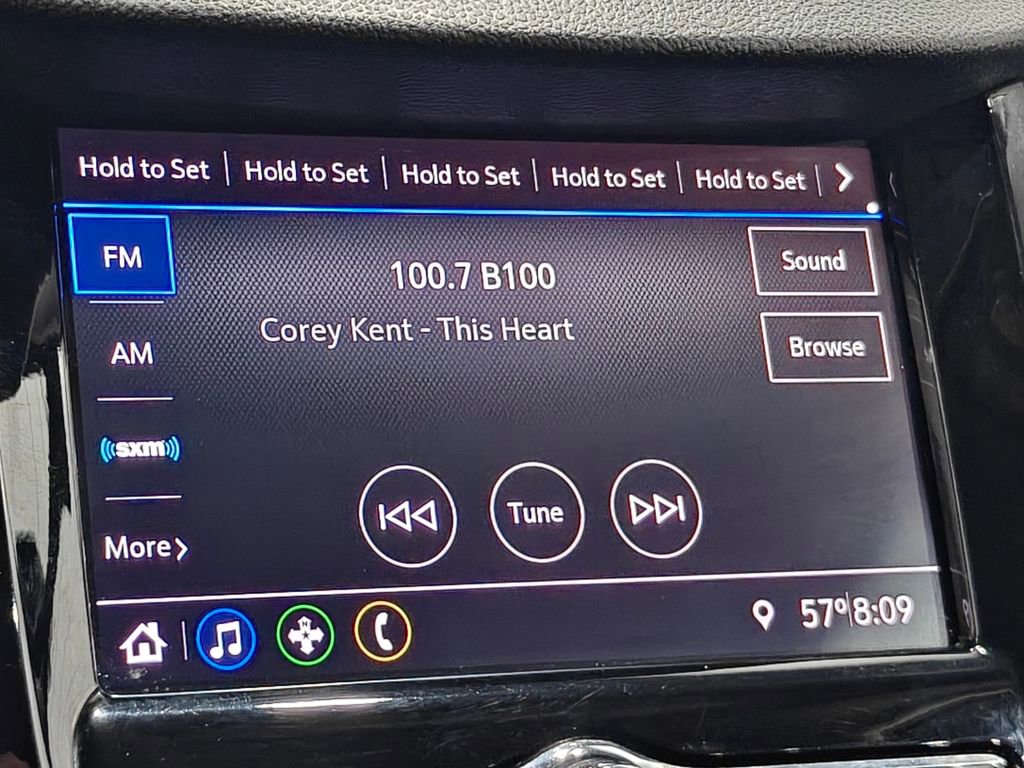 Hold to Set | Hold to Set | Hold to Set | Hold to Set | Hold to Set
FM
100.7 B100
Sound
Corey Kent - This Heart
AM
Browse
sxm
Tune
More
N
57°|8:09